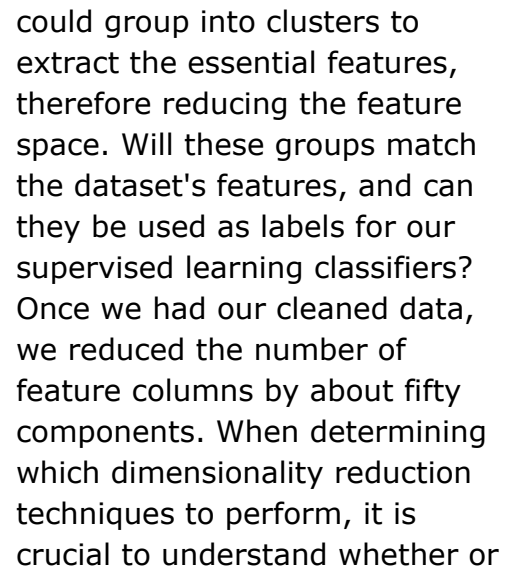 could group into clusters to
extract the essential features,
therefore reducing the feature
space. Will these groups match
the dataset's features, and can
they be used as labels for our
supervised learning classifiers?
Once we had our cleaned data,
we reduced the number of
feature columns by about fifty
components. When determining
which dimensionality reduction
techniques to perform, it is
crucial to understand whether or